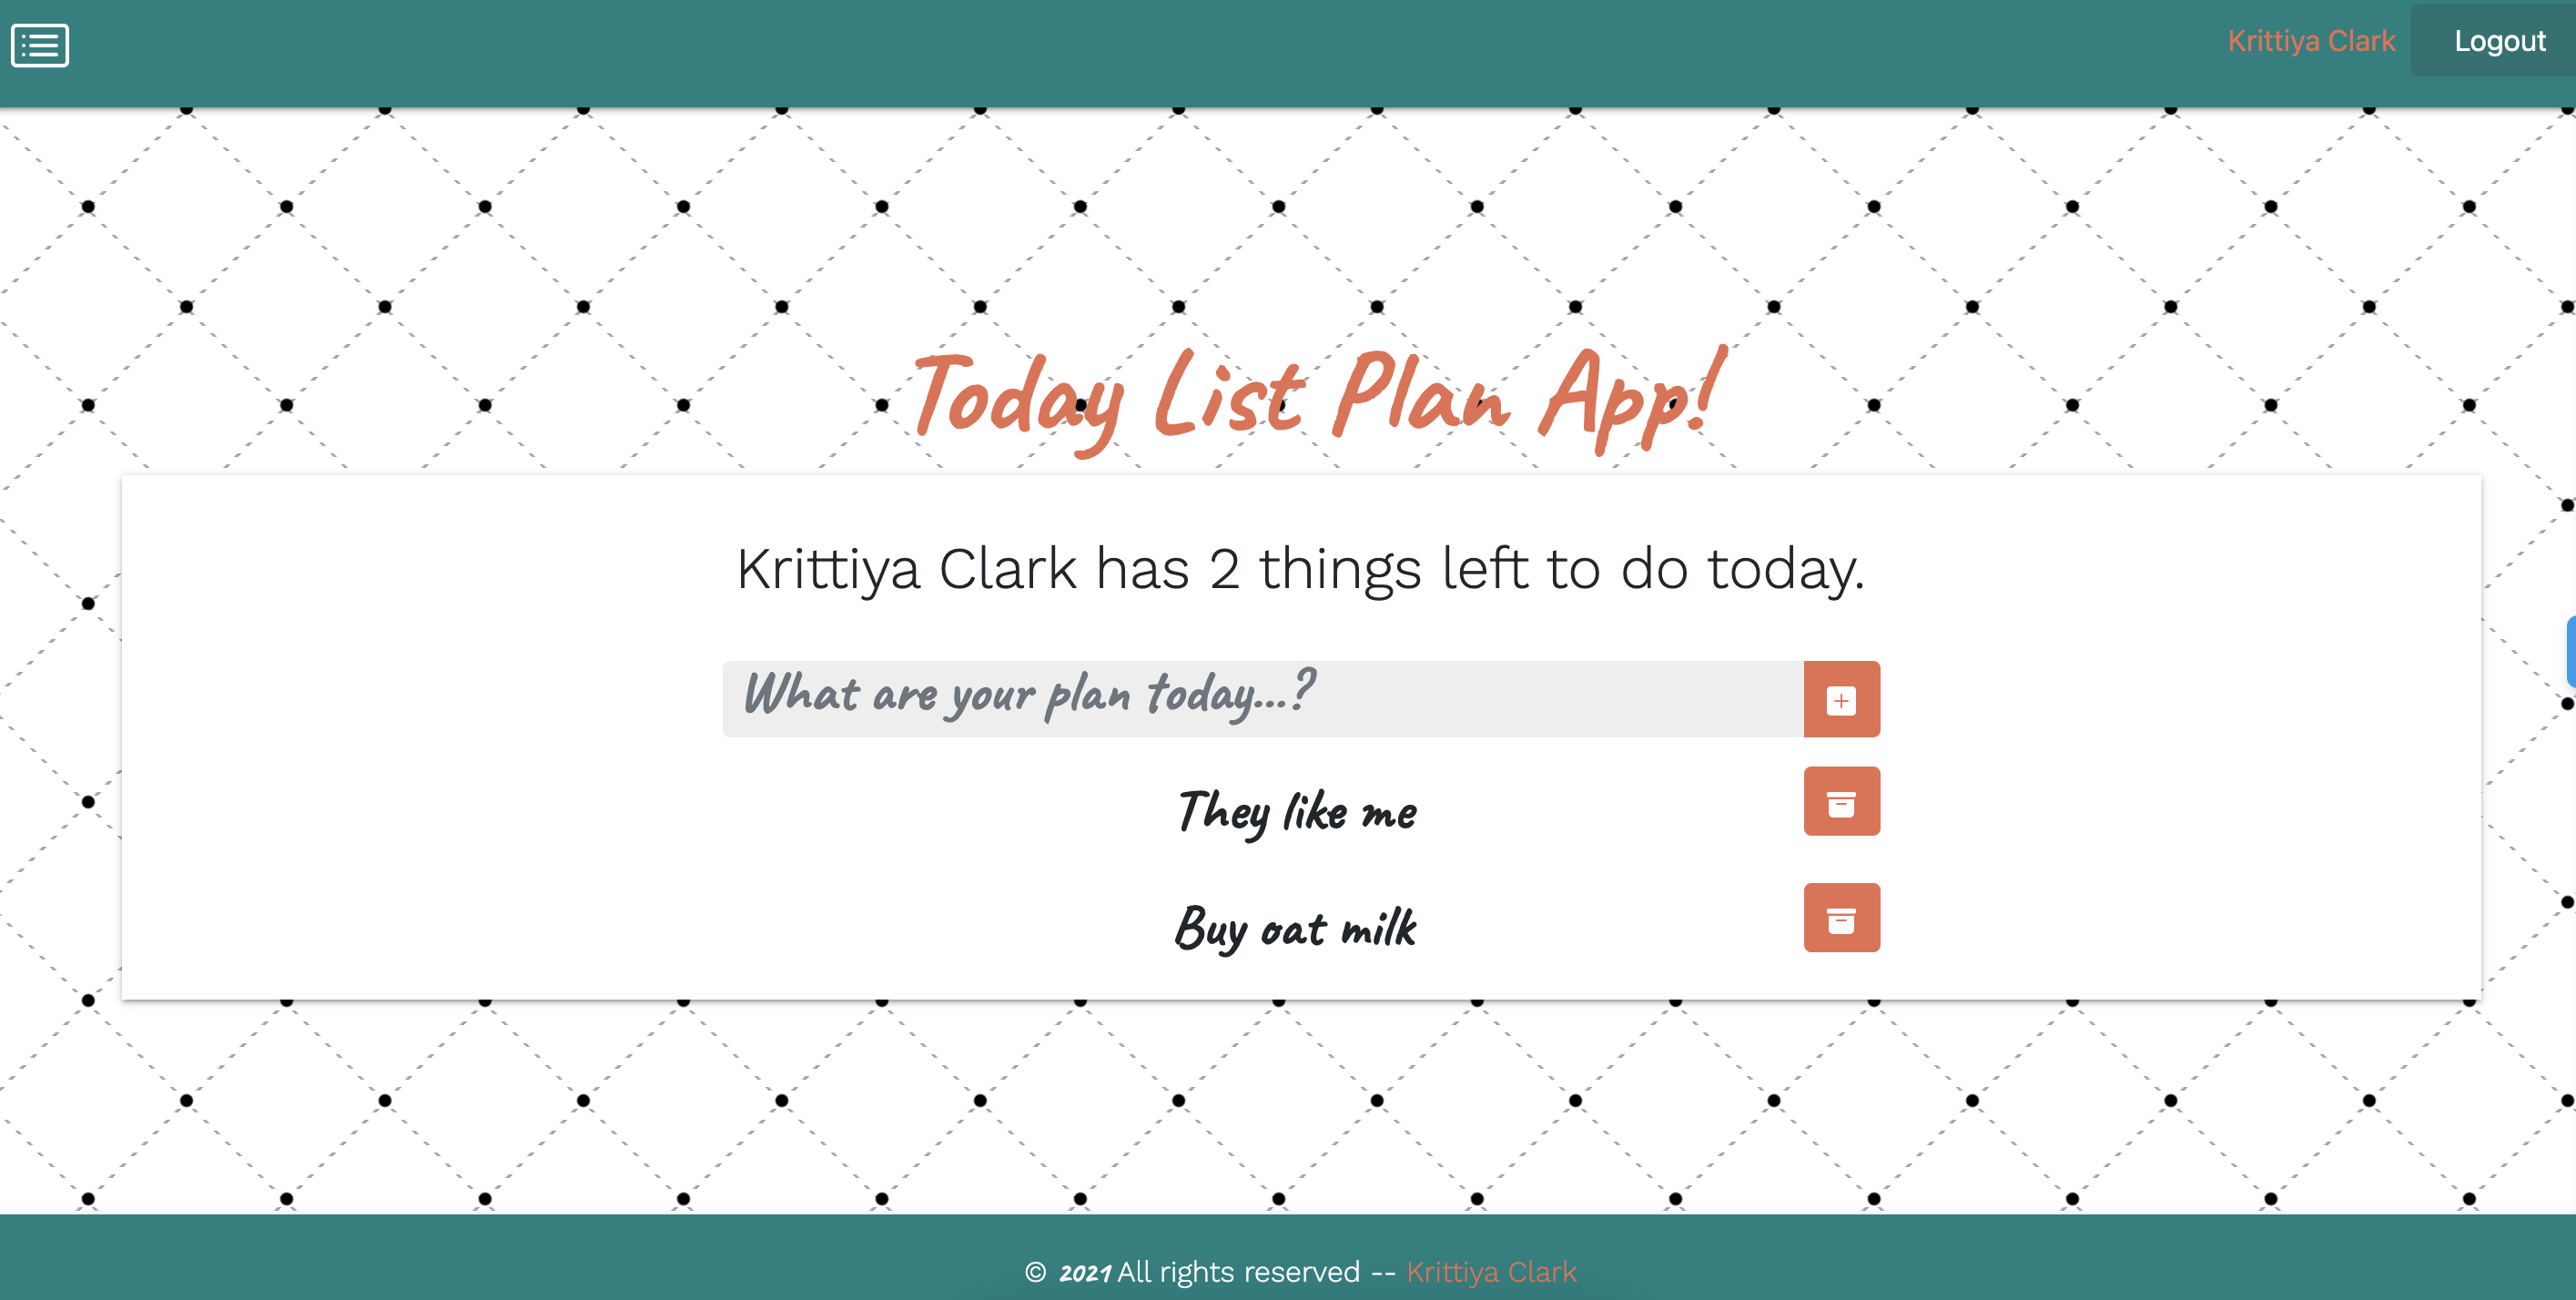 Krittiya Clark Logout
Today List Plan App!
Krittiya Clark has 2 things left to do today.
What are your plan today...?
They like me
Buy oat milk
© 2021 All rights reserved -- Krittiya Clark